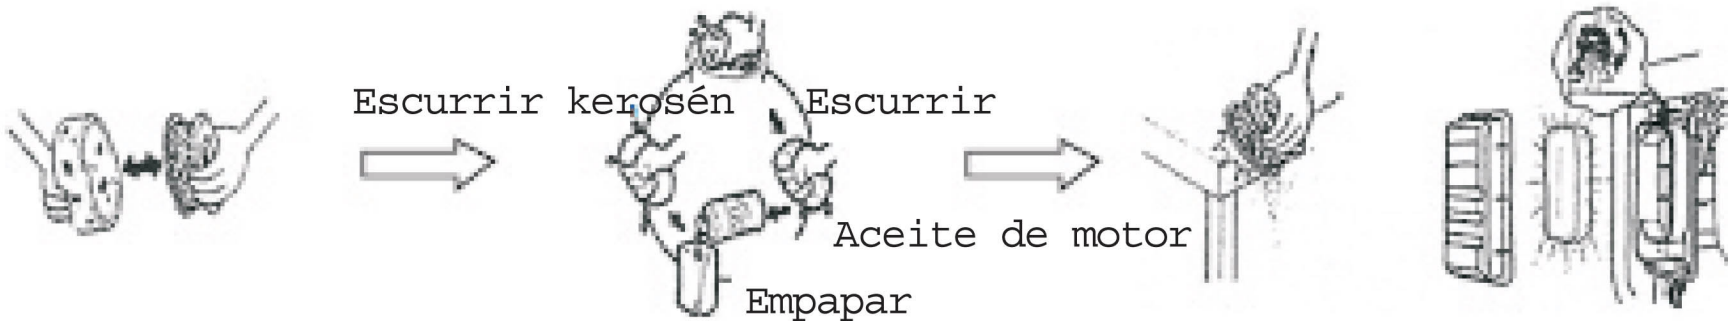 Escurrir kerosén
Escurrir
Aceite de motor
Empapar